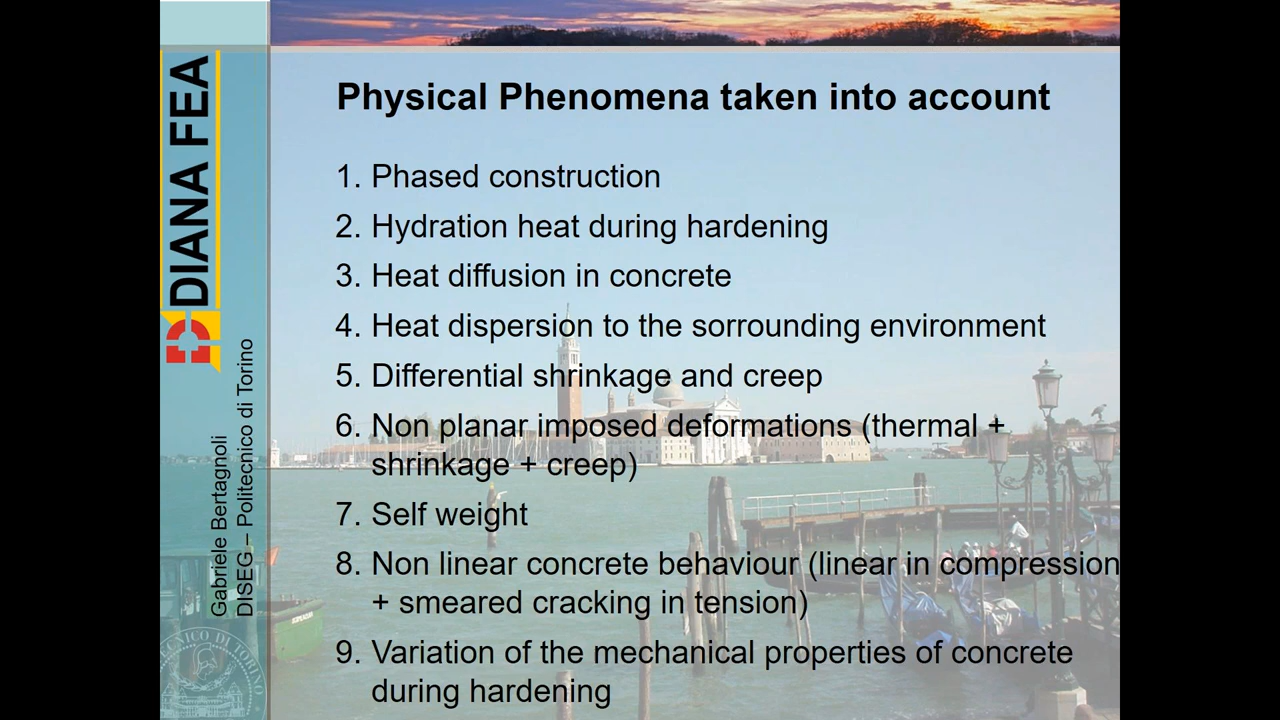 Physical Phenomena taken into account
1. Phased construction
2. Hydration heat during hardening
3. Heat diffusion in concrete
4. Heat dispersion to the sorrounding environment
5. Differential shrinkage and creep
6. Non planar imposed deformations (thermal +
shrinkage + creep)
7. Self weight
8. Non linear concrete behaviour (linear in compression
+ smeared cracking in tension)
9. Variation of the mechanical properties of concrete
during hardening
DIANA FEA
Gabriele Bertagnoli
DISEG – Politecnico di Torino